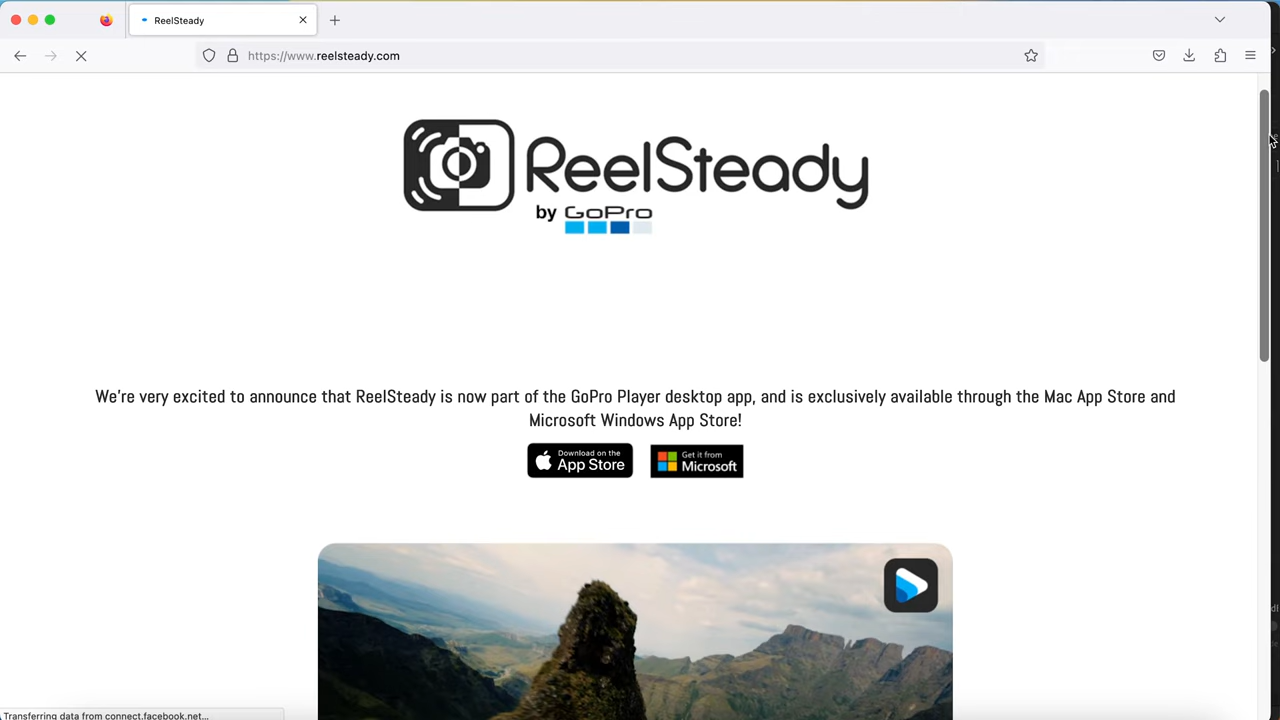 ReelSteady
https://www.reelsteady.com
ReelSteady
by GoPro
We're very excited to announce that ReelSteady is now part of the GoPro Player desktop app, and is exclusively available through the Mac App Store and
Microsoft Windows App Store!
Download on the
App Store
Get it from
Microsoft
Transferring data from connect.facebook.net...